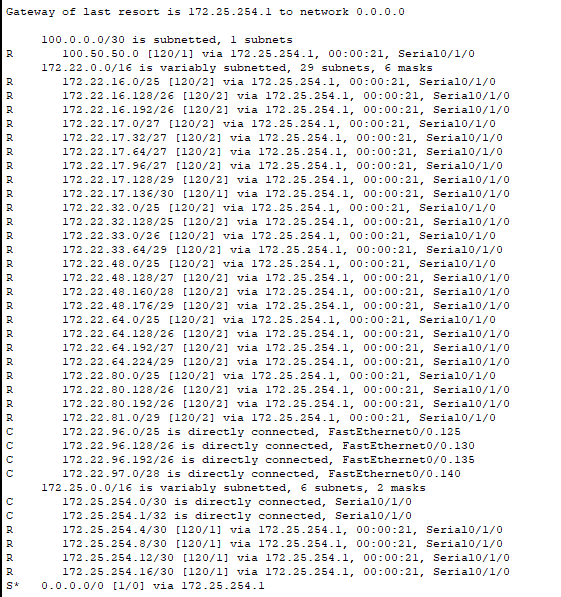 Gateway of last resort is 172.25.254.1 to network 0.0.0.0
100.0.0.0/30 is subnetted, 1 subnets
R 100.50.50.0 [120/1] via 172.25.254.1, 00:00:21, Serial0/1/0
172.22.0.0/16 is variably subnetted, 29 subnets, 6 masks
R 172.22.16.0/25 [120/2] via 172.25.254.1, 00:00:21, Serial0/1/0
R 172.22.16.128/26 [120/2] via 172.25.254.1, 00:00:21, Serial0/1/0
R 172.22.16.192/26 [120/2] via 172.25.254.1, 00:00:21, Serial0/1/0
R 172.22.17.0/27 [120/2] via 172.25.254.1, 00:00:21, Serial0/1/0
R 172.22.17.32/27 [120/2] via 172.25.254.1, 00:00:21, Serial0/1/0
R 172.22.17.64/27 [120/2] via 172.25.254.1, 00:00:21, Serial0/1/0
R 172.22.17.96/27 [120/2] via 172.25.254.1, 00:00:21, Serial0/1/0
R 172.22.17.128/29 [120/2] via 172.25.254.1, 00:00:21, Serial0/1/0
R 172.22.17.136/30 [120/1] via 172.25.254.1, 00:00:21, Serial0/1/0
R 172.22.32.0/25 [120/2] via 172.25.254.1, 00:00:21, Serial0/1/0
R 172.22.32.128/25 [120/2] via 172.25.254.1, 00:00:21, Serial0/1/0
R 172.22.33.0/26 [120/2] via 172.25.254.1, 00:00:21, Serial0/1/0
R 172.22.33.64/29 [120/2] via 172.25.254.1, 00:00:21, Serial0/1/0
R 172.22.48.0/25 [120/2] via 172.25.254.1, 00:00:21, Serial0/1/0
R 172.22.48.128/27 [120/2] via 172.25.254.1, 00:00:21, Serial0/1/0
R 172.22.48.160/28 [120/2] via 172.25.254.1, 00:00:21, Serial0/1/0
R 172.22.48.176/29 [120/2] via 172.25.254.1, 00:00:21, Serial0/1/0
R 172.22.64.0/25 [120/2] via 172.25.254.1, 00:00:21, Serial0/1/0
R 172.22.64.128/26 [120/2] via 172.25.254.1, 00:00:21, Serial0/1/0
R 172.22.64.192/27 [120/2] via 172.25.254.1, 00:00:21, Serial0/1/0
R 172.22.64.224/29 [120/2] via 172.25.254.1, 00:00:21, Serial0/1/0
R 172.22.80.0/25 [120/2] via 172.25.254.1, 00:00:21, Serial0/1/0
R 172.22.80.128/26 [120/2] via 172.25.254.1, 00:00:21, Serial0/1/0
R 172.22.80.192/26 [120/2] via 172.25.254.1, 00:00:21, Serial0/1/0
R 172.22.81.0/29 [120/2] via 172.25.254.1, 00:00:21, Serial0/1/0
C 172.22.96.0/25 is directly connected, FastEthernet0/0.125
C 172.22.96.128/26 is directly connected, FastEthernet0/0.130
C 172.22.96.192/26 is directly connected, FastEthernet0/0.135
C 172.22.97.0/28 is directly connected, FastEthernet0/0.140
172.25.0.0/16 is variably subnetted, 6 subnets, 2 masks
C 172.25.254.0/30 is directly connected, Serial0/1/0
C 172.25.254.1/32 is directly connected, Serial0/1/0
R 172.25.254.4/30 [120/1] via 172.25.254.1, 00:00:21, Serial0/1/0
R 172.25.254.8/30 [120/1] via 172.25.254.1, 00:00:21, Serial0/1/0
R 172.25.254.12/30 [120/1] via 172.25.254.1, 00:00:21, Serial0/1/0
R 172.25.254.16/30 [120/1] via 172.25.254.1, 00:00:21, Serial0/1/0
S* 0.0.0.0/0 [1/0] via 172.25.254.1